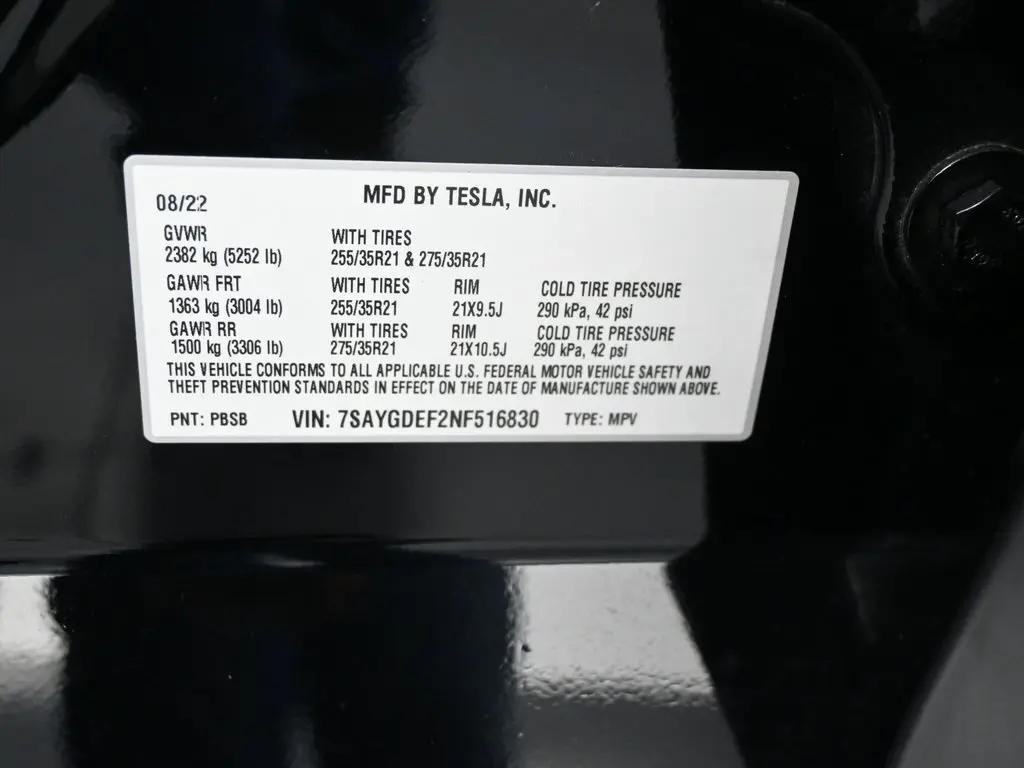 MFD BY TESLA, INC.
08/22
GVWR WITH TIRES
2382 kg (5252 lb) 255/35R21 & 275/35R21
GAWR FRT WITH TIRES RIM COLD TIRE PRESSURE
1363 kg (3004 lb) 255/35R21 21X9.5J 290 kPa, 42 psi
GAWR RR WITH TIRES RIM COLD TIRE PRESSURE
1500 kg (3306 lb) 275/35R21 21X10.5J 290 kPa, 42 psi
THIS VEHICLE CONFORMS TO ALL APPLICABLE U.S. FEDERAL MOTOR VEHICLE SAFETY AND
THEFT PREVENTION STANDARDS IN EFFECT ON THE DATE OF MANUFACTURE SHOWN ABOVE.
PNT: PBSB VIN: 7SAYGDEF2NF516830 TYPE: MPV